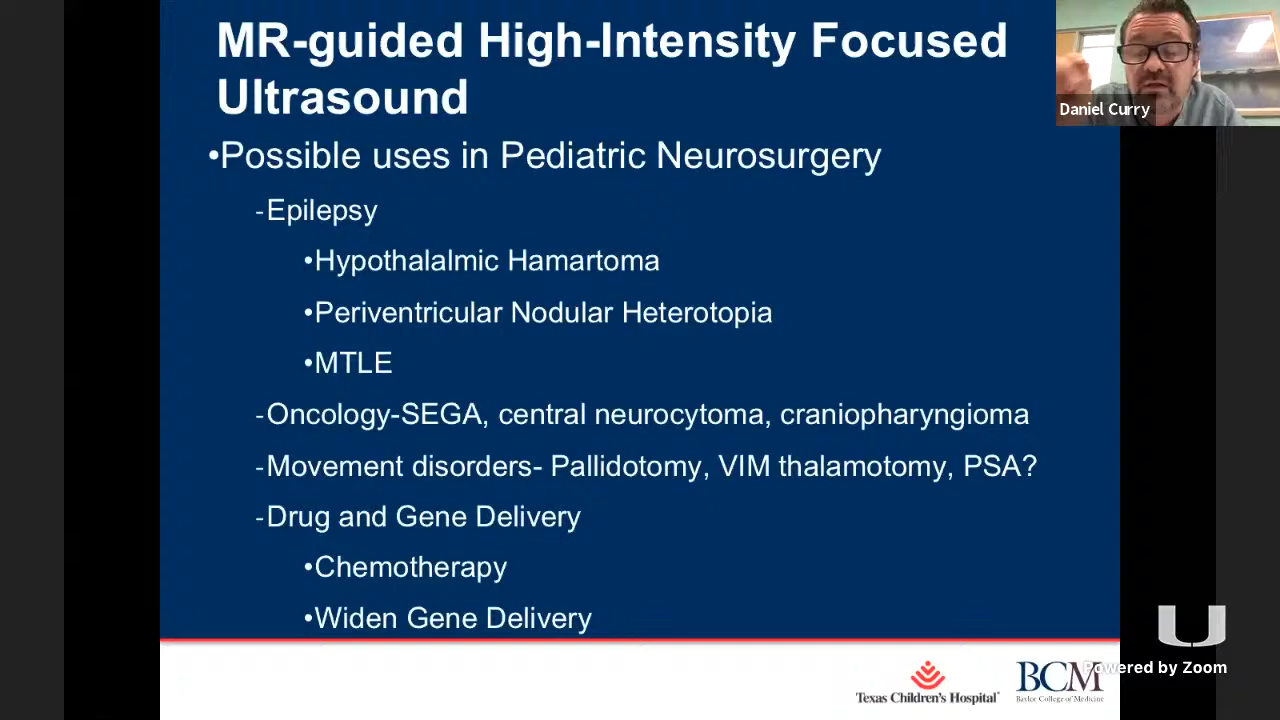 MR-guided High-Intensity Focused
Ultrasound
•Possible uses in Pediatric Neurosurgery
-Epilepsy
•Hypothalalmic Hamartoma
•Periventricular Nodular Heterotopia
•MTLE
-Oncology-SEGA, central neurocytoma, craniopharyngioma
-Movement disorders- Pallidotomy, VIM thalamotomy, PSA?
-Drug and Gene Delivery
•Chemotherapy
•Widen Gene Delivery
Daniel Curry
Texas Children's Hospital
BCM
Baylor College of Medicine
U
Powered by Zoom